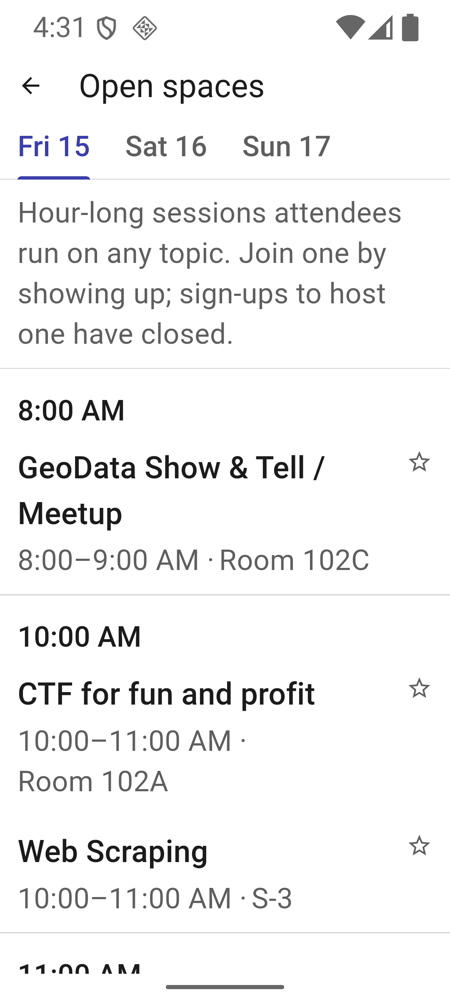 4:31
Open spaces
Fri 15 Sat 16 Sun 17
Hour-long sessions attendees
run on any topic. Join one by
showing up; sign-ups to host
one have closed.
8:00 AM
GeoData Show & Tell /
Meetup
8:00–9:00 AM · Room 102C
10:00 AM
CTF for fun and profit
10:00–11:00 AM ·
Room 102A
Web Scraping
10:00–11:00 AM · S-3
11:00 AM